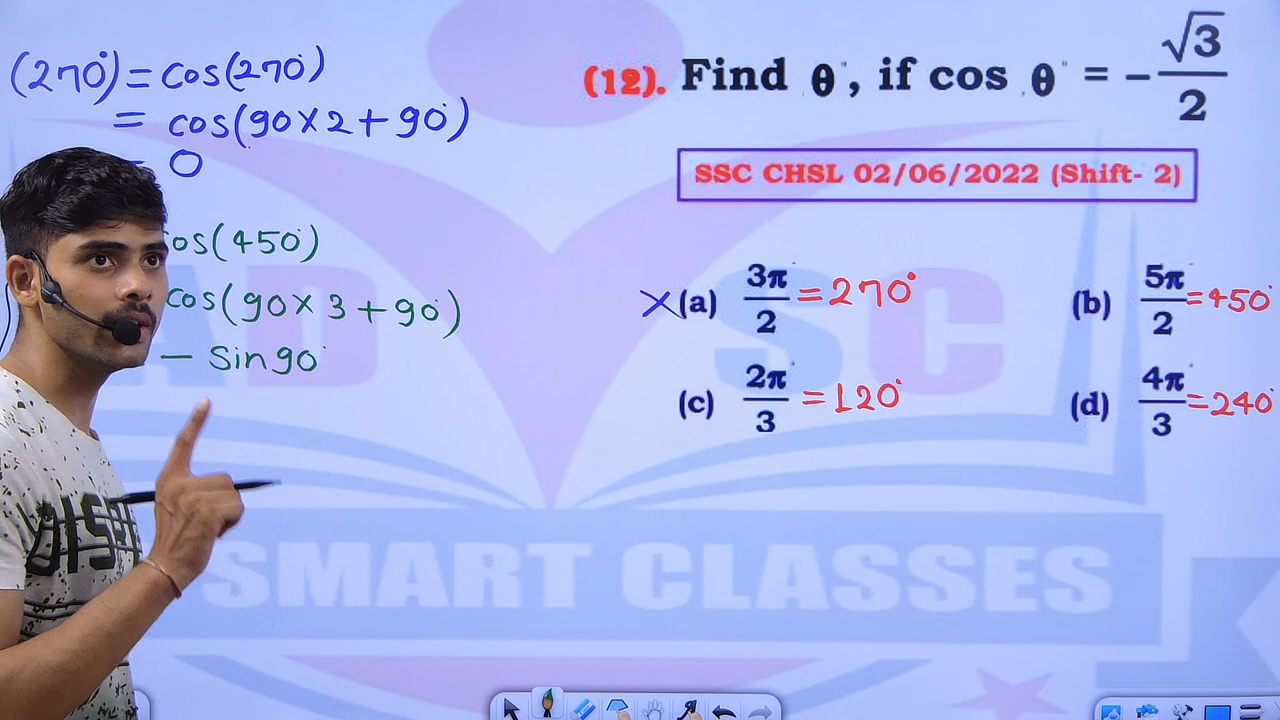 (270°) = cos(270°)
= cos(90×2+90°)
= 0
cos(450°)
cos(90×3+90°)
- Sin90°
(12). Find θ°, if cos θ° = -√3/2
SSC CHSL 02/06/2022 (Shift- 2)
×(a) 3π/2 = 270°
(b) 5π/2 = 450°
(c) 2π/3 = 120°
(d) 4π/3 = 240°
SC
SMART CLASSES